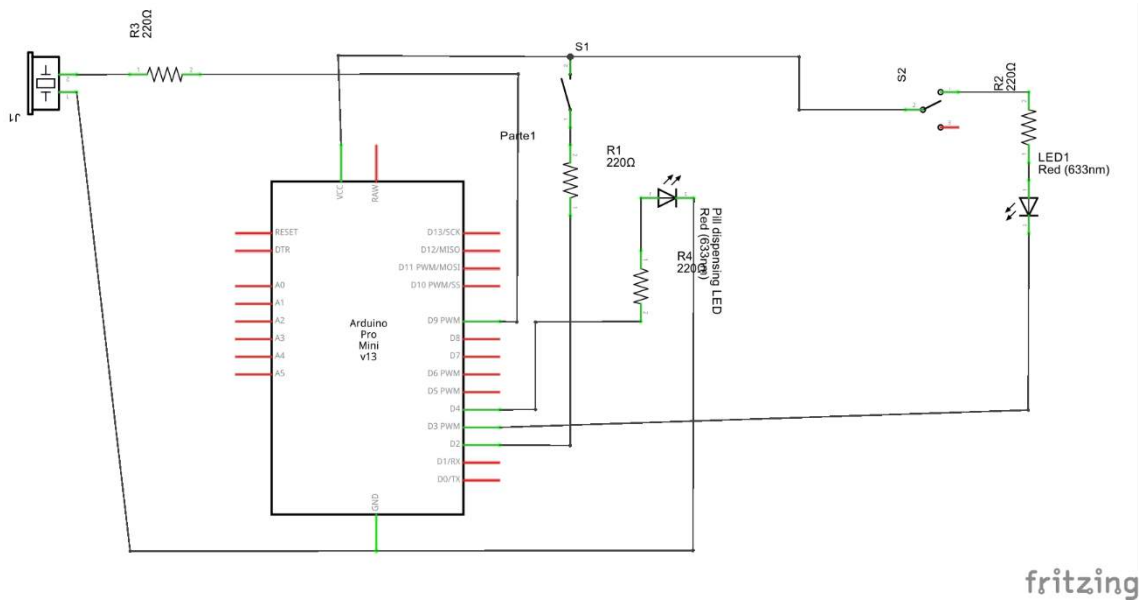 R3
220Ω
J1
S1
S2
R2
220Ω
Parte1
R1
220Ω
LED1
Red (633nm)
VCC
RAW
Pill dispensing LED
Red (633nm)
R4
220Ω
RESET
DTR
A0
A1
A2
A3
A4
A5
Arduino
Pro
Mini
v13
D13/SCK
D12/MISO
D11 PWM/MOSI
D10 PWM/SS
D9 PWM
D8
D7
D6 PWM
D5 PWM
D4
D3 PWM
D2
D1/RX
D0/TX
GND
fritzing